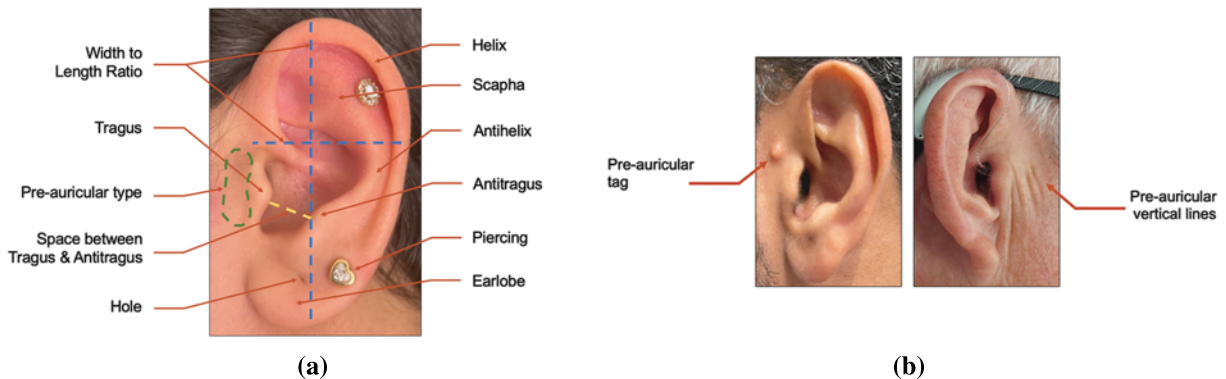 Width to
Length Ratio
Tragus
Pre-auricular type
Space between
Tragus & Antitragus
Hole
Helix
Scapha
Antihelix
Antitragus
Piercing
Earlobe
(a)
Pre-auricular
tag
Pre-auricular
vertical lines
(b)